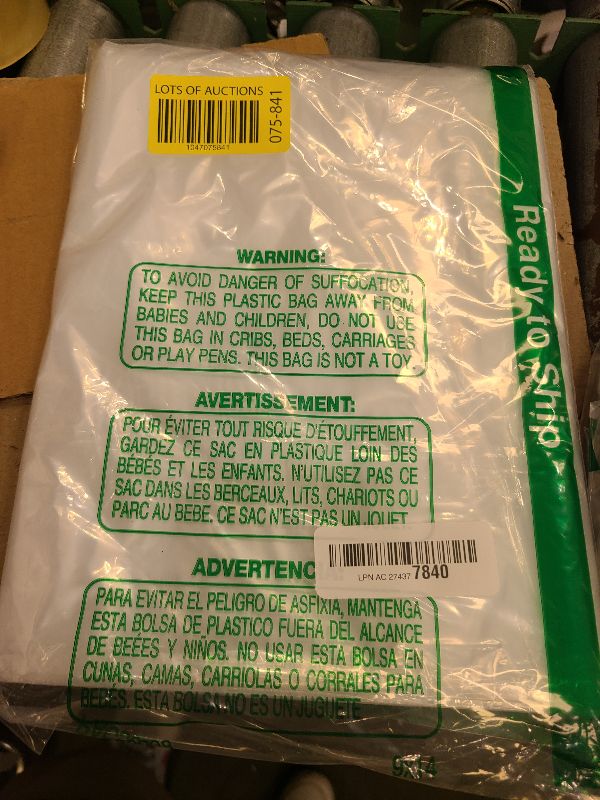 LOTS OF AUCTIONS
1047075841
075-841
Ready to Ship
WARNING:
TO AVOID DANGER OF SUFFOCATION,
KEEP THIS PLASTIC BAG AWAY FROM
BABIES AND CHILDREN, DO NOT USE
THIS BAG IN CRIBS, BEDS, CARRIAGES
OR PLAY PENS. THIS BAG IS NOT A TOY.
AVERTISSEMENT:
POUR ÉVITER TOUT RISQUE D'ÉTOUFFEMENT,
GARDEZ CE SAC EN PLASTIQUE LOIN DES
BÉBÉS ET LES ENFANTS. N'UTILISEZ PAS CE
SAC DANS LES BERCEAUX, LITS, CHARIOTS OU
PARC AU BEBE. CE SAC N'EST PAS UN JOUET
LPN AC 27437 7840
ADVERTENC
PARA EVITAR EL PELIGRO DE ASFIXIA, MANTENGA
ESTA BOLSA DE PLASTICO FUERA DEL ALCANCE
DE BEÉES Y NIÑOS. NO USAR ESTA BOLSA EN
CUNAS, CAMAS, CARRIOLAS O CORRALES PARA
BEBÉS. ESTA BOLSA NO ES UN JUGUETE